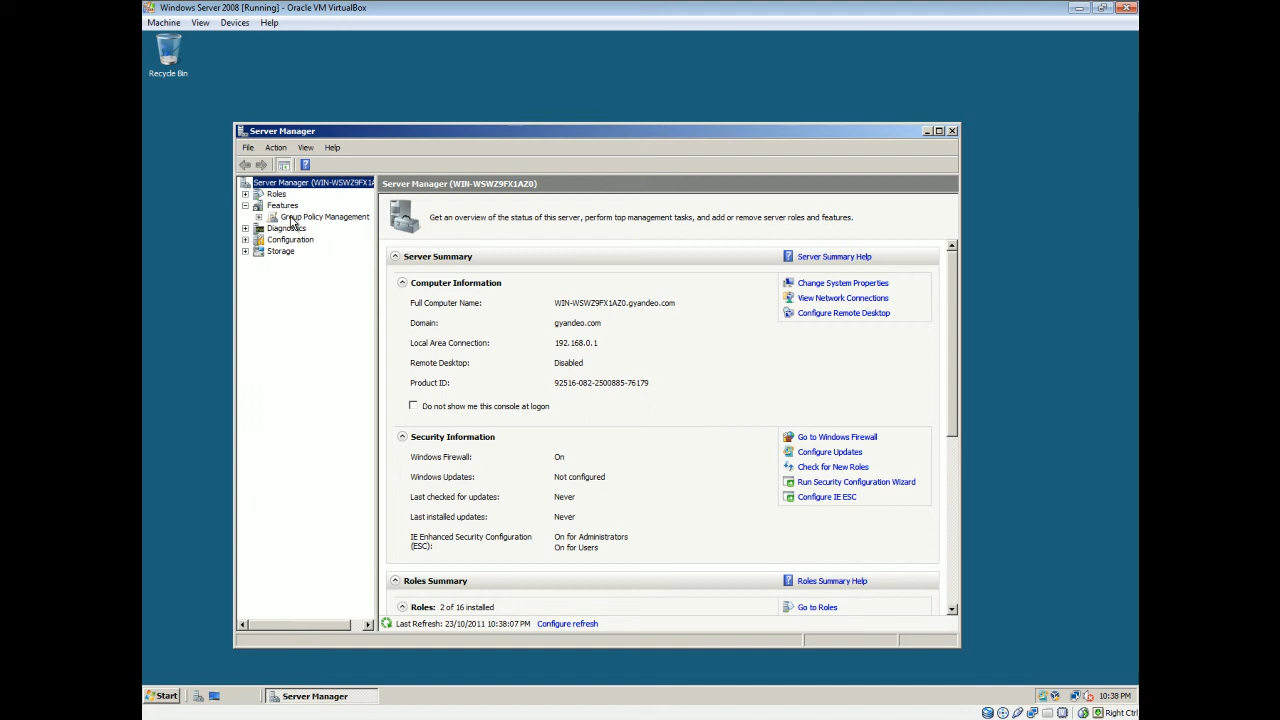 Windows Server 2008 [Running] - Oracle VM VirtualBox
Machine View Devices Help
Recycle Bin
Server Manager
File Action View Help
Server Manager (WIN-WSWZ9FX1A
Roles
Features
Group Policy Management
Diagnostics
Configuration
Storage
Server Manager (WIN-WSWZ9FX1AZ0)
Get an overview of the status of this server, perform top management tasks, and add or remove server roles and features.
Server Summary
Server Summary Help
Computer Information
Change System Properties
View Network Connections
Configure Remote Desktop
Full Computer Name: WIN-WSWZ9FX1AZ0.gyandeo.com
Domain: gyandeo.com
Local Area Connection: 192.168.0.1
Remote Desktop: Disabled
Product ID: 92516-082-2500885-76179
Do not show me this console at logon
Security Information
Go to Windows Firewall
Configure Updates
Check for New Roles
Run Security Configuration Wizard
Configure IE ESC
Windows Firewall: On
Windows Updates: Not configured
Last checked for updates: Never
Last installed updates: Never
IE Enhanced Security Configuration (ESC): On for Administrators
On for Users
Roles Summary
Roles Summary Help
Roles: 2 of 16 installed
Go to Roles
Last Refresh: 23/10/2011 10:38:07 PM Configure refresh
Start
Server Manager
10:38 PM
Right Ctrl